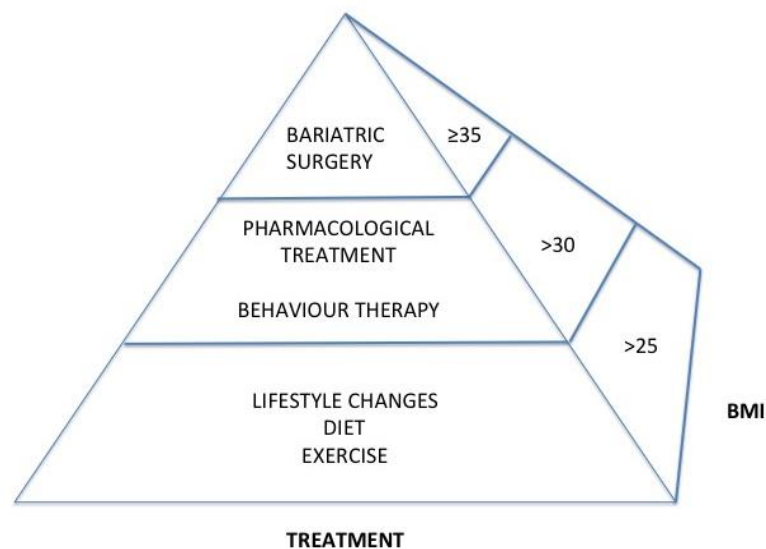 BARIATRIC
SURGERY
≥35
PHARMACOLOGICAL
TREATMENT
BEHAVIOUR THERAPY
>30
LIFESTYLE CHANGES
DIET
EXERCISE
>25
BMI
TREATMENT